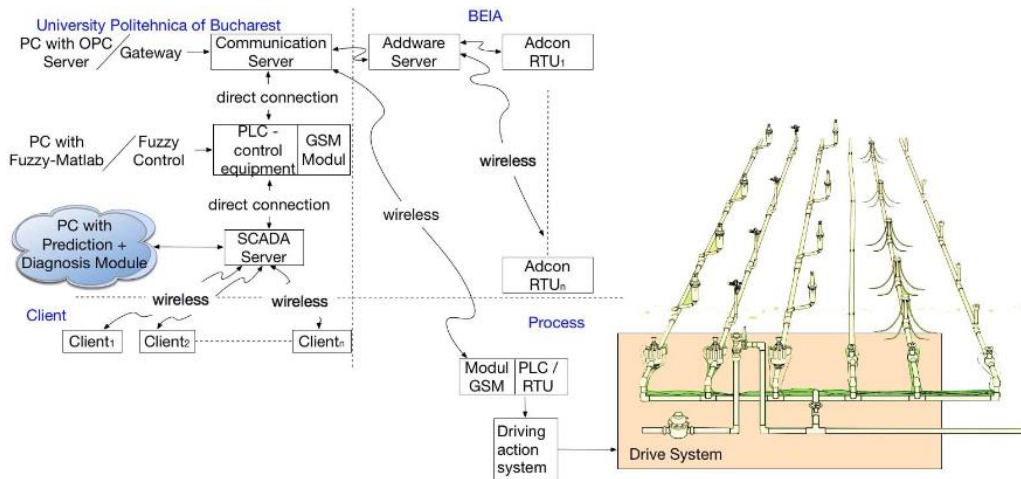 University Politehnica of Bucharest
BEIA
PC with OPC
Server
Gateway
Communication
Server
Addware
Server
Adcon
RTU1
direct connection
PC with
Fuzzy-Matlab
Fuzzy
Control
PLC -
control
equipment
GSM
Modul
wireless
direct connection
wireless
PC with
Prediction +
Diagnosis Module
SCADA
Server
Adcon
RTUn
wireless
wireless
Client
Process
Client1
Client2
Clientn
Modul
GSM
PLC /
RTU
Driving
action
system
Drive System